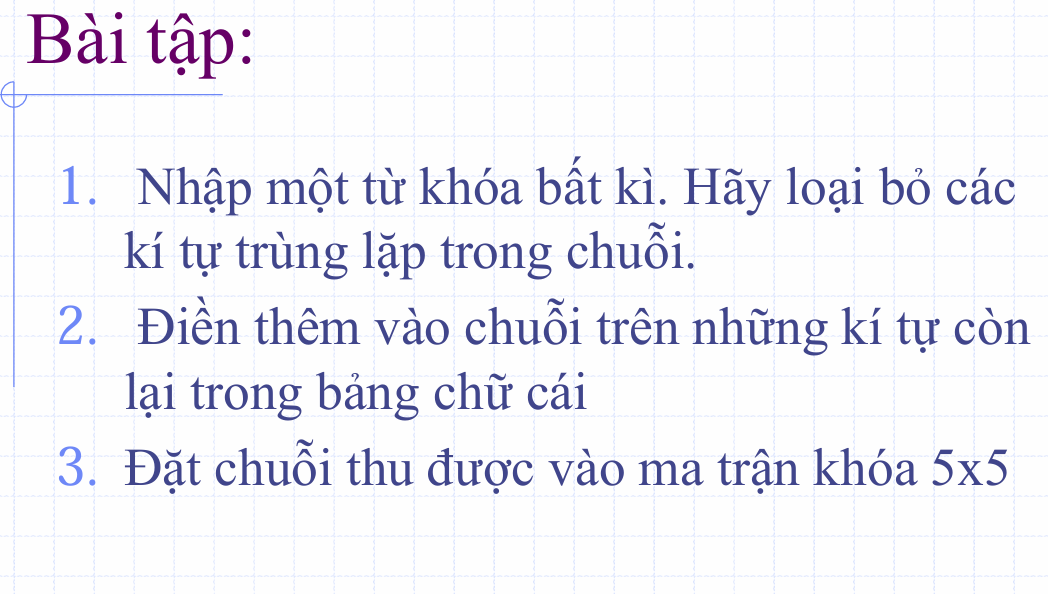 Bài tập:
1. Nhập một từ khóa bất kì. Hãy loại bỏ các
kí tự trùng lặp trong chuỗi.
2. Điền thêm vào chuỗi trên những kí tự còn
lại trong bảng chữ cái
3. Đặt chuỗi thu được vào ma trận khóa 5x5